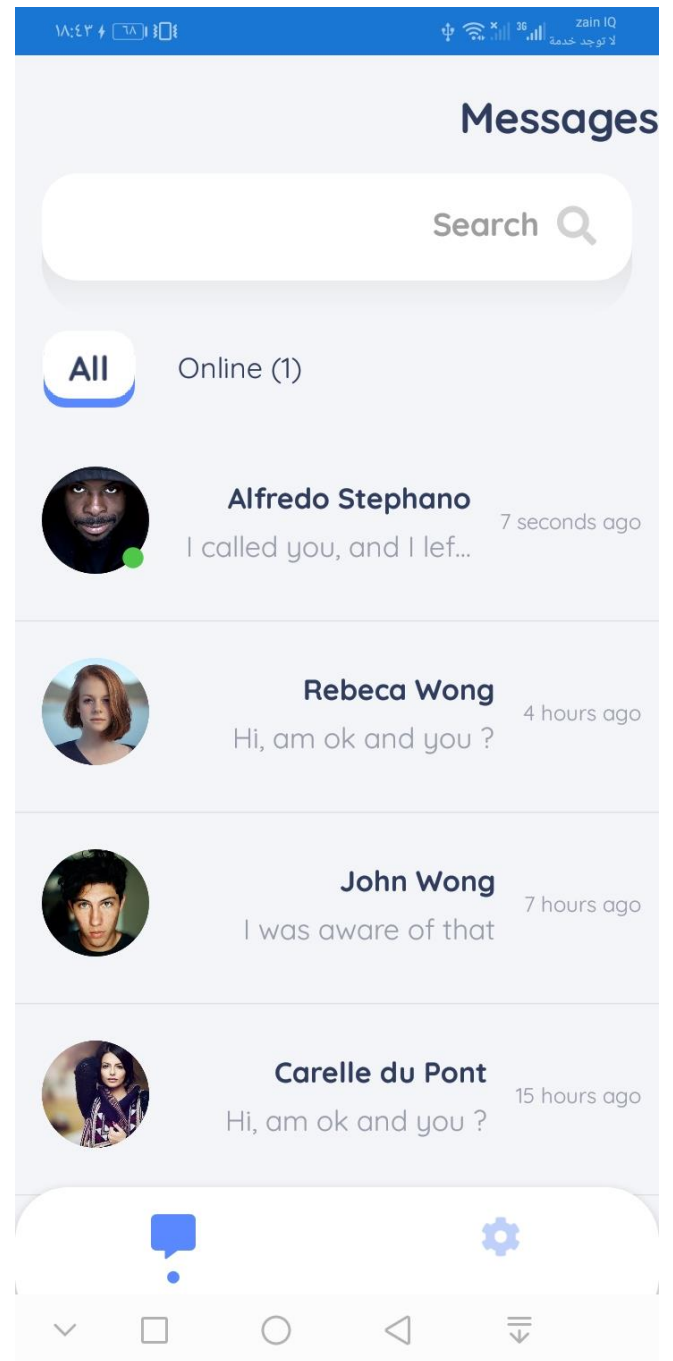 ١٨:٤٣ ٦٨ 3G zain IQ
لا توجد خدمة
Messages
Search
All Online (1)
Alfredo Stephano
7 seconds ago
I called you, and I lef...
Rebeca Wong
4 hours ago
Hi, am ok and you ?
John Wong
7 hours ago
I was aware of that
Carelle du Pont
15 hours ago
Hi, am ok and you ?